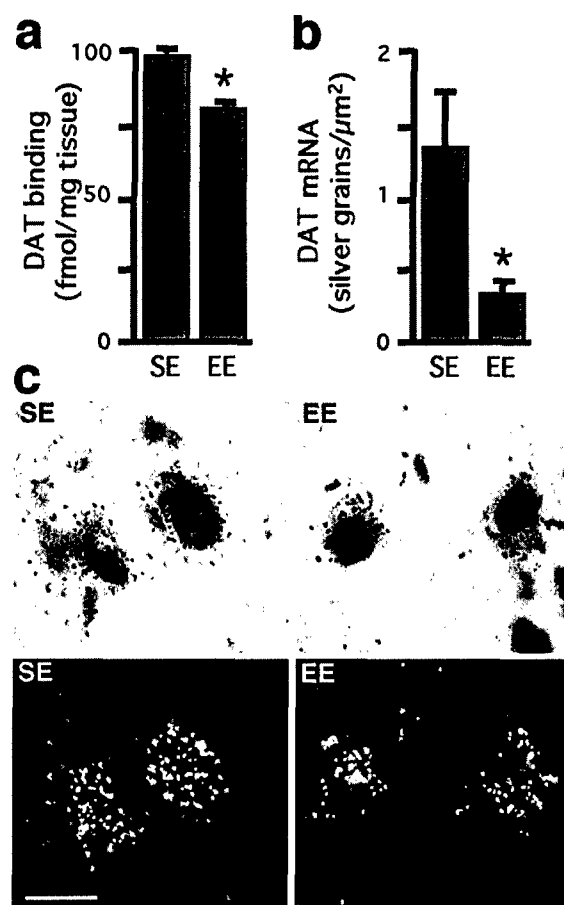 a
DAT binding
(fmol/mg tissue)
100
50
0
*
SE EE
b
DAT mRNA
(silver grains/µm²)
2
1
0
*
SE EE
c
SE
EE
SE
EE